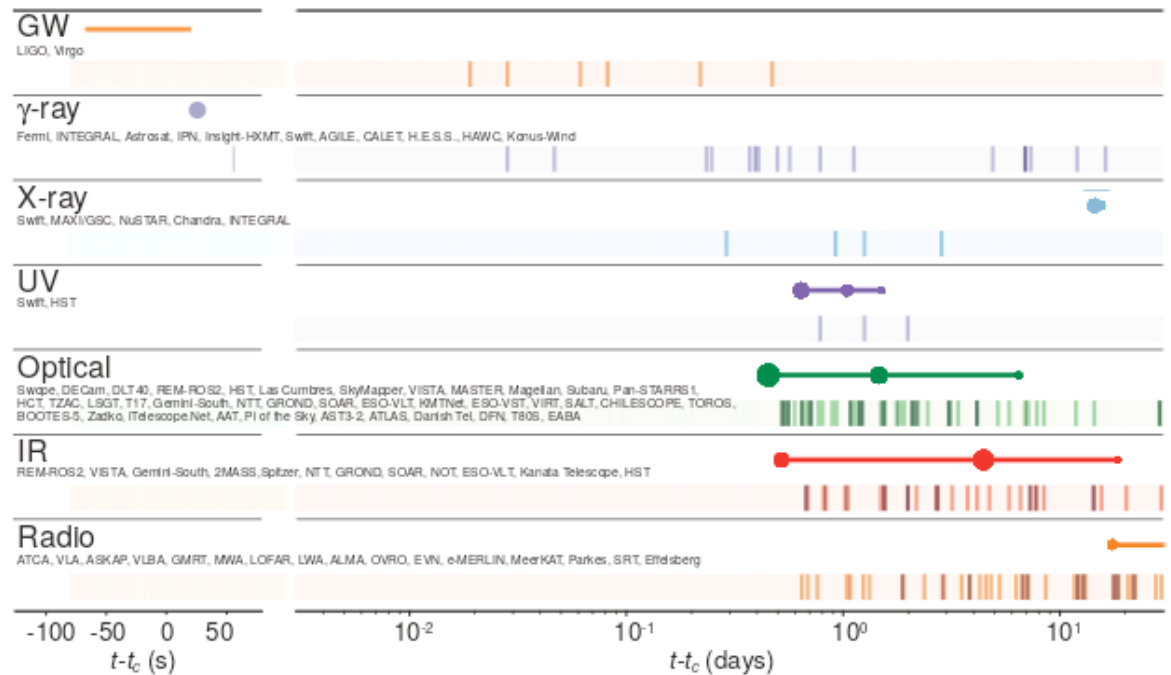 GW
LIGO, Virgo
γ-ray
Fermi, INTEGRAL, Astrosat, IPN, Insight-HXMT, Swift, AGILE, CALET, H.E.S.S., HAWC, Konus-Wind
X-ray
Swift, MAXI/GSC, NuSTAR, Chandra, INTEGRAL
UV
Swift, HST
Optical
Swope, DECam, DLT40, REM-ROS2, HST, Las Cumbres, SkyMapper, VISTA, MASTER, Magellan, Subaru, Pan-STARRS1,
HCT, TZAC, LSGT, T17, Gemini-South, NTT, GROND, SOAR, ESO-VLT, KMTNet, ESO-VST, VIRT, SALT, CHILESCOPE, TOROS,
BOOTES-5, Zadko, iTelescope.Net, AAT, Pi of the Sky, AST3-2, ATLAS, Danish Tel, DFN, T80S, EABA
IR
REM-ROS2, VISTA, Gemini-South, 2MASS,Spitzer, NTT, GROND, SOAR, NOT, ESO-VLT, Kanata Telescope, HST
Radio
ATCA, VLA, ASKAP, VLBA, GMRT, MWA, LOFAR, LWA, ALMA, OVRO, EVN, e-MERLIN, MeerKAT, Parkes, SRT, Effelsberg
-100 -50 0 50 10⁻² 10⁻¹ 10⁰ 10¹
t-t_c (s) t-t_c (days)